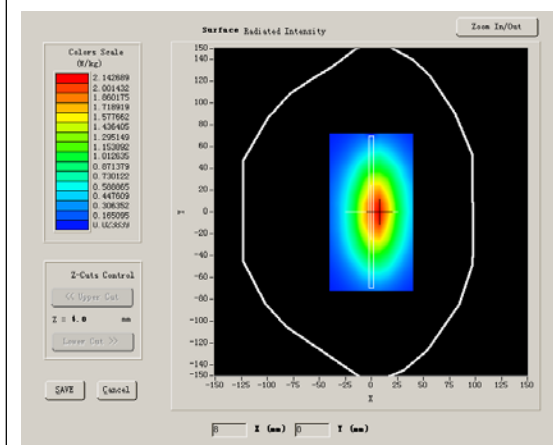 Surface Radiated Intensity
Zoom In/Out
Colors Scale
(W/kg)
2.142689
2.001432
1.860175
1.718919
1.577662
1.436405
1.295149
1.153892
1.012635
0.871379
0.730122
0.588865
0.447609
0.306352
0.165095
0.023839
150
140
120
100
80
60
40
20
0
-20
-40
-60
-80
-100
-120
-140
-150
Y
-150 -125 -100 -75 -50 -25 0 25 50 75 100 125 150
X
Z-Cuts Control
<< Upper Cut
Z = 4.0 mm
Lower Cut >>
SAVE Cancel
8 X (mm) 0 Y (mm)